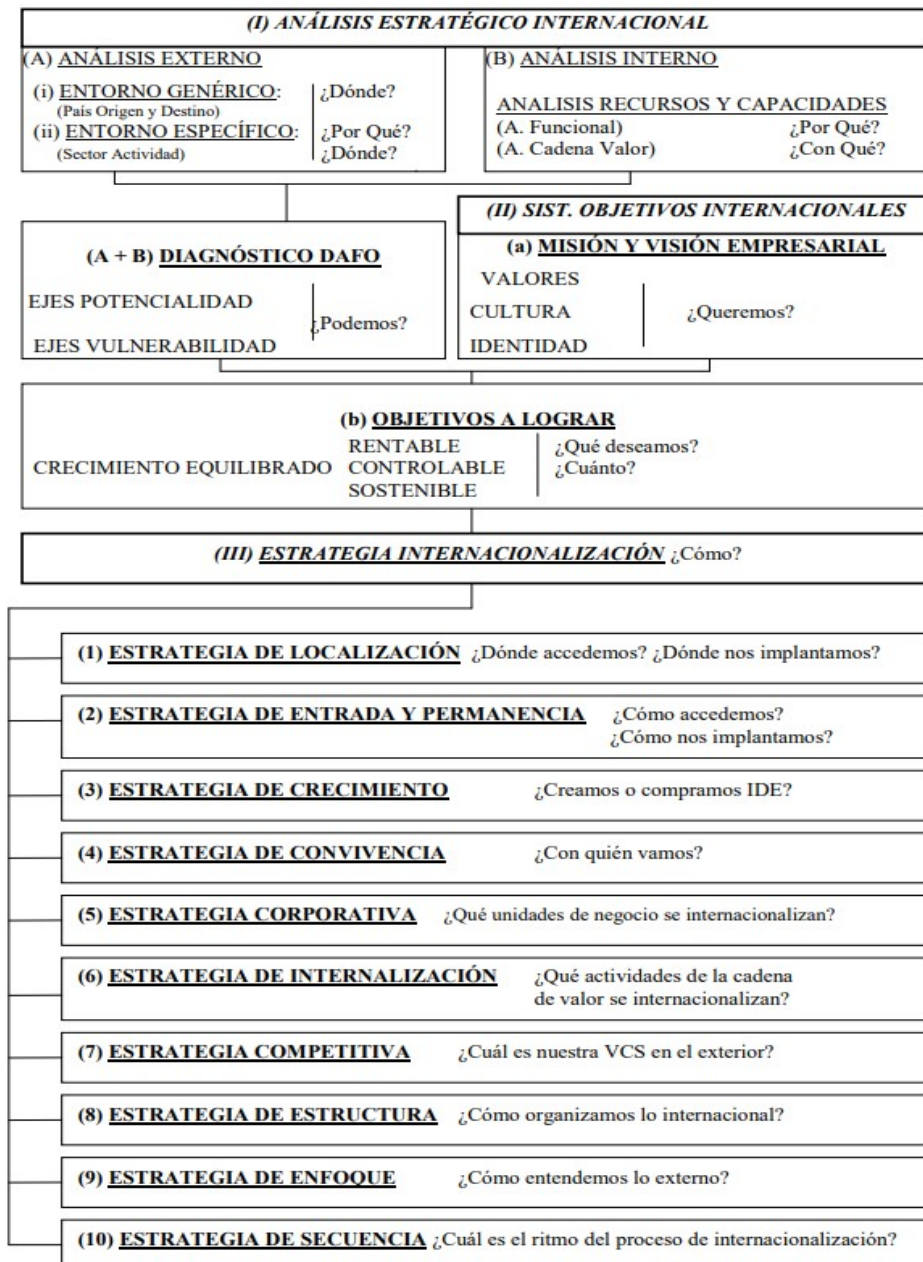 (I) ANÁLISIS ESTRATÉGICO INTERNACIONAL
(A) ANÁLISIS EXTERNO
(i) ENTORNO GENÉRICO: ¿Dónde?
(País Origen y Destino)
(ii) ENTORNO ESPECÍFICO: ¿Por Qué?
(Sector Actividad) ¿Dónde?
(B) ANÁLISIS INTERNO
ANALISIS RECURSOS Y CAPACIDADES
(A. Funcional) ¿Por Qué?
(A. Cadena Valor) ¿Con Qué?
(A + B) DIAGNÓSTICO DAFO
EJES POTENCIALIDAD
¿Podemos?
EJES VULNERABILIDAD
(II) SIST. OBJETIVOS INTERNACIONALES
(a) MISIÓN Y VISIÓN EMPRESARIAL
VALORES
CULTURA ¿Queremos?
IDENTIDAD
(b) OBJETIVOS A LOGRAR
RENTABLE ¿Qué deseamos?
CRECIMIENTO EQUILIBRADO CONTROLABLE ¿Cuánto?
SOSTENIBLE
(III) ESTRATEGIA INTERNACIONALIZACIÓN ¿Cómo?
(1) ESTRATEGIA DE LOCALIZACIÓN ¿Dónde accedemos? ¿Dónde nos implantamos?
(2) ESTRATEGIA DE ENTRADA Y PERMANENCIA ¿Cómo accedemos?
¿Cómo nos implantamos?
(3) ESTRATEGIA DE CRECIMIENTO ¿Creamos o compramos IDE?
(4) ESTRATEGIA DE CONVIVENCIA ¿Con quién vamos?
(5) ESTRATEGIA CORPORATIVA ¿Qué unidades de negocio se internacionalizan?
(6) ESTRATEGIA DE INTERNALIZACIÓN ¿Qué actividades de la cadena
de valor se internacionalizan?
(7) ESTRATEGIA COMPETITIVA ¿Cuál es nuestra VCS en el exterior?
(8) ESTRATEGIA DE ESTRUCTURA ¿Cómo organizamos lo internacional?
(9) ESTRATEGIA DE ENFOQUE ¿Cómo entendemos lo externo?
(10) ESTRATEGIA DE SECUENCIA ¿Cuál es el ritmo del proceso de internacionalización?